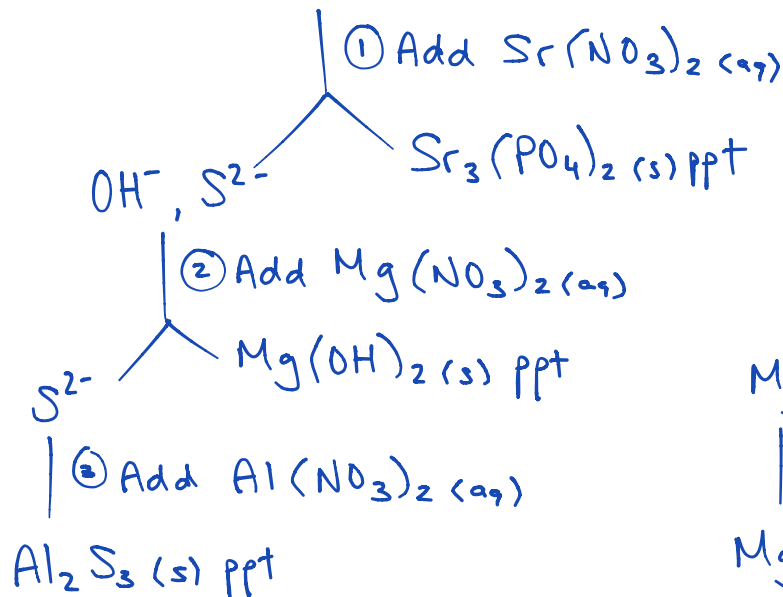 ① Add Sr(NO₃)₂ (aq)
Sr₃(PO₄)₂ (s) ppt
OH⁻, S²⁻
② Add Mg(NO₃)₂ (aq)
Mg(OH)₂ (s) ppt
S²⁻
M
③ Add Al(NO₃)₂ (aq)
Mg
Al₂S₃ (s) ppt